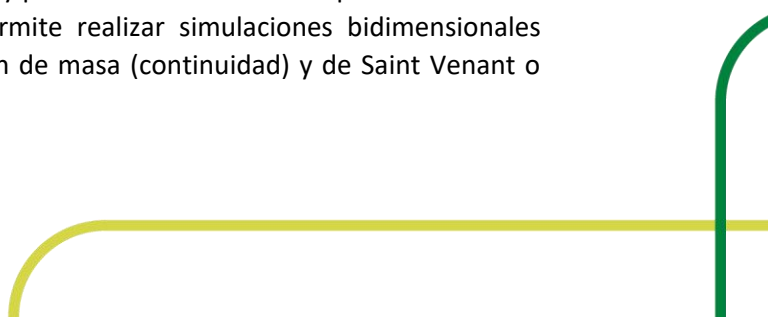 rmite realizar simulaciones bidimensionales
n de masa (continuidad) y de Saint Venant o